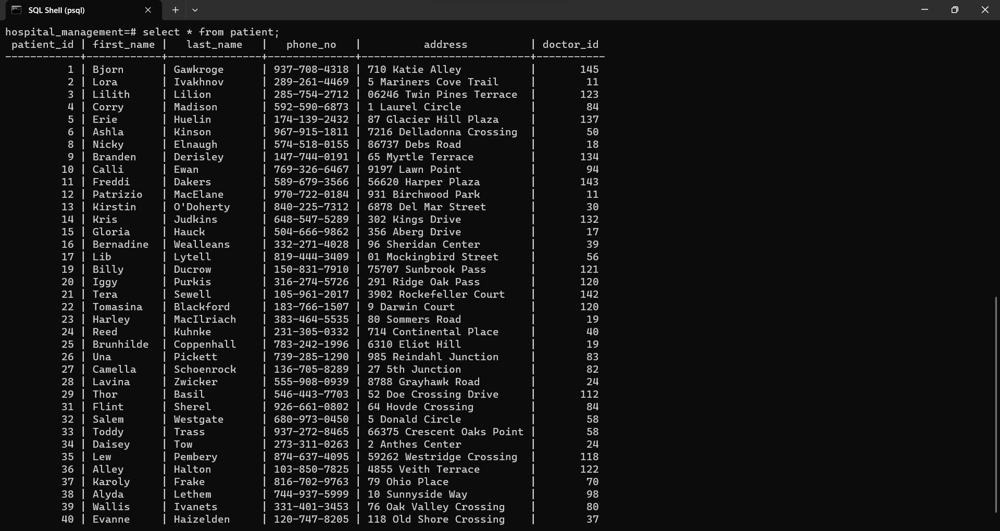 SQL Shell (psql)
hospital_management=# select * from patient;
 patient_id | first_name |   last_name   |   phone_no   |          address          | doctor_id
------------+------------+---------------+--------------+---------------------------+-----------
          1 | Bjorn      | Gawkroge      | 937-708-4318 | 710 Katie Alley           |       145
          2 | Lora       | Ivakhnov      | 289-261-4469 | 5 Mariners Cove Trail     |        11
          3 | Lilith     | Lilion        | 285-754-2712 | 06246 Twin Pines Terrace  |       123
          4 | Corry      | Madison       | 592-590-6873 | 1 Laurel Circle           |        84
          5 | Erie       | Huelin        | 174-139-2432 | 87 Glacier Hill Plaza     |       137
          6 | Ashla      | Kinson        | 967-915-1811 | 7216 Delladonna Crossing  |        50
          8 | Nicky      | Elnaugh       | 574-518-0155 | 86737 Debs Road           |        18
          9 | Branden    | Derisley      | 147-744-0191 | 65 Myrtle Terrace         |       134
         10 | Calli      | Ewan          | 769-326-6467 | 9197 Lawn Point           |        94
         11 | Freddi     | Dakers        | 589-679-3566 | 56620 Harper Plaza        |       143
         12 | Patrizio   | MacElane      | 970-722-0184 | 931 Birchwood Park        |        11
         13 | Kirstin    | O'Doherty     | 840-225-7312 | 6878 Del Mar Street       |        30
         14 | Kris       | Judkins       | 648-547-5289 | 302 Kings Drive           |       132
         15 | Gloria     | Hauck         | 504-666-9862 | 356 Aberg Drive           |        17
         16 | Bernadine  | Wealleans     | 332-271-4028 | 96 Sheridan Center        |        39
         17 | Lib        | Lytell        | 819-444-3409 | 01 Mockingbird Street     |        56
         19 | Billy      | Ducrow        | 150-831-7910 | 75707 Sunbrook Pass       |       121
         20 | Iggy       | Purkis        | 316-274-5726 | 291 Ridge Oak Pass        |       120
         21 | Tera       | Sewell        | 105-961-2017 | 3902 Rockefeller Court    |       142
         22 | Tomasina   | Blackford     | 183-766-1507 | 9 Darwin Court            |       120
         23 | Harley     | MacIlriach    | 383-464-5535 | 80 Sommers Road           |        19
         24 | Reed       | Kuhnke        | 231-305-0332 | 714 Continental Place     |        40
         25 | Brunhilde  | Coppenhall    | 783-242-1996 | 6310 Eliot Hill           |        19
         26 | Una        | Pickett       | 739-285-1290 | 985 Reindahl Junction     |        83
         27 | Camella    | Schoenrock    | 136-705-8289 | 27 5th Junction           |        82
         28 | Lavina     | Zwicker       | 555-908-0939 | 8788 Grayhawk Road        |        24
         29 | Thor       | Basil         | 546-443-7703 | 52 Doe Crossing Drive     |       112
         31 | Flint      | Sherel        | 926-661-0802 | 64 Hovde Crossing         |        84
         32 | Salem      | Westgate      | 680-973-0450 | 5 Donald Circle           |        58
         33 | Toddy      | Trass         | 937-272-8465 | 66375 Crescent Oaks Point |        58
         34 | Daisey     | Tow           | 273-311-0263 | 2 Anthes Center           |        24
         35 | Lew        | Pembery       | 874-637-4095 | 59262 Westridge Crossing  |       118
         36 | Alley      | Halton        | 103-850-7825 | 4855 Veith Terrace        |       122
         37 | Karoly     | Frake         | 816-702-9763 | 79 Ohio Place             |        70
         38 | Alyda      | Lethem        | 744-937-5999 | 10 Sunnyside Way          |        98
         39 | Wallis     | Ivanets       | 331-401-3453 | 76 Oak Valley Crossing    |        80
         40 | Evanne     | Haizelden     | 120-747-8205 | 118 Old Shore Crossing    |        37